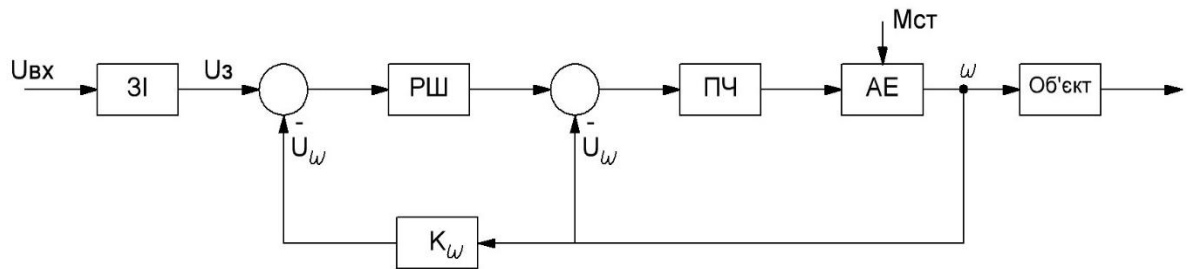 Мст
Uвх
ЗІ
Uз
РШ
ПЧ
АЕ
ω
Об'єкт
-
Uω
-
Uω
Kω